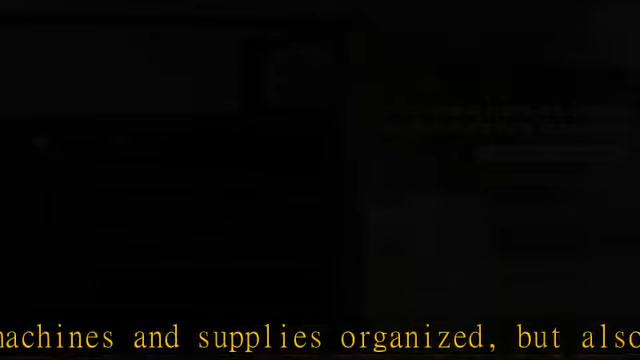 machines and supplies organized, but also